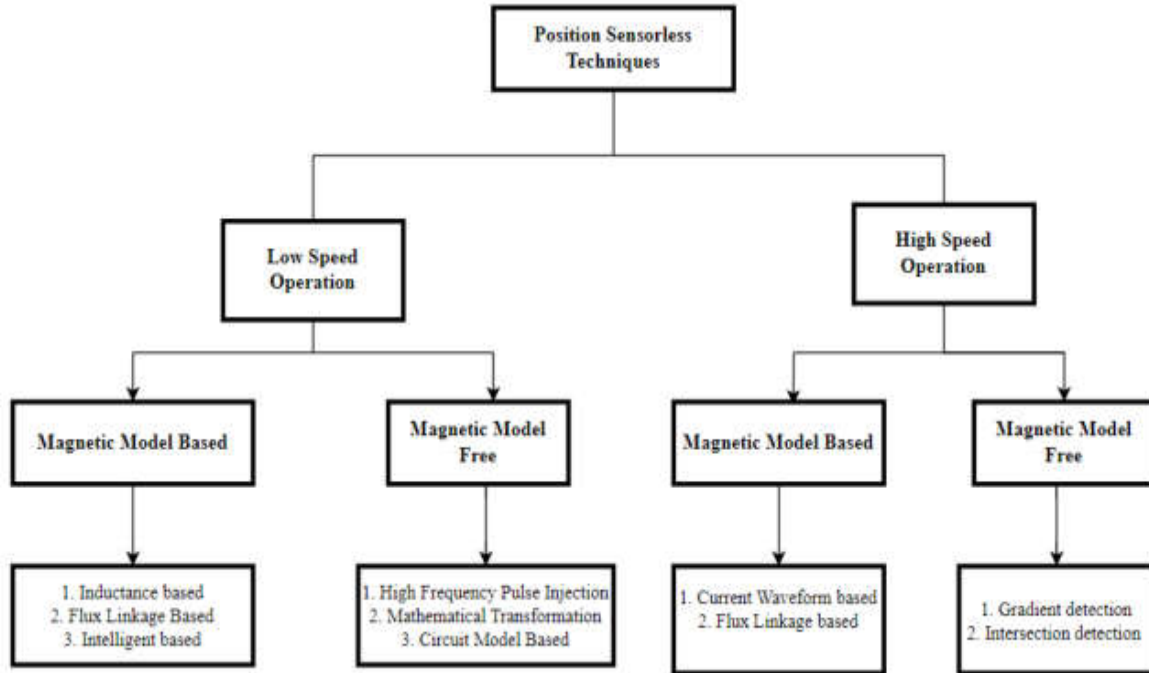 Position Sensorless
Techniques
Low Speed
Operation
High Speed
Operation
Magnetic Model Based
Magnetic Model
Free
Magnetic Model Based
Magnetic Model
Free
1. Inductance based
2. Flux Linkage Based
3. Intelligent based
1. High Frequency Pulse Injection
2. Mathematical Transformation
3. Circuit Model Based
1. Current Waveform based
2. Flux Linkage based
1. Gradient detection
2. Intersection detection